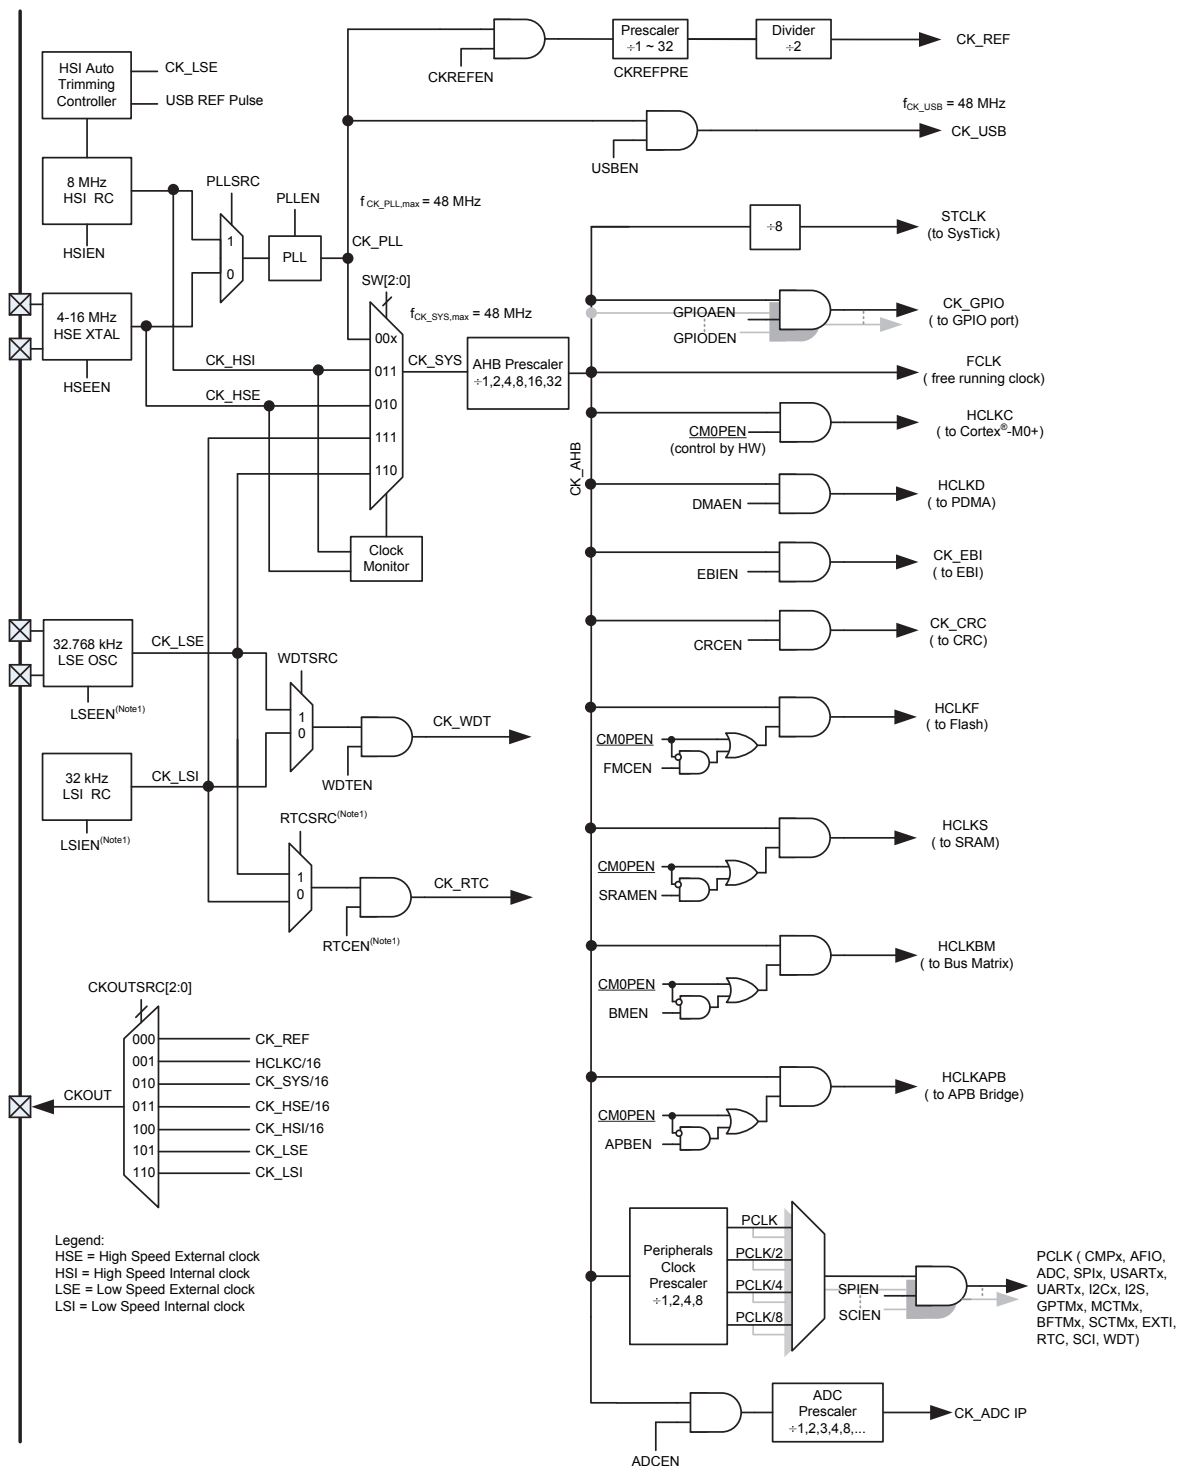 Prescaler
÷1 ~ 32
CKREFPRE
Divider
÷2
CK_REF
CKREFEN
HSI Auto
Trimming
Controller
CK_LSE
USB REF Pulse
fCK_USB = 48 MHz
CK_USB
USBEN
8 MHz
HSI RC
HSIEN
PLLSRC
1
0
PLLEN
PLL
f CK_PLL,max = 48 MHz
CK_PLL
÷8
STCLK
(to SysTick)
4-16 MHz
HSE XTAL
HSEEN
SW[2:0]
fCK_SYS,max = 48 MHz
00x
011
010
111
110
CK_HSI
CK_HSE
CK_SYS
AHB Prescaler
÷1,2,4,8,16,32
Clock
Monitor
CK_AHB
GPIOAEN
GPIODEN
CK_GPIO
( to GPIO port)
FCLK
( free running clock)
CM0PEN
(control by HW)
HCLKC
( to Cortex®-M0+)
DMAEN
HCLKD
( to PDMA)
EBIEN
CK_EBI
( to EBI)
CRCEN
CK_CRC
( to CRC)
32.768 kHz
LSE OSC
LSEEN(Note1)
CK_LSE
WDTSRC
1
0
WDTEN
CK_WDT
32 kHz
LSI RC
LSIEN(Note1)
CK_LSI
RTCSRC(Note1)
1
0
RTCEN(Note1)
CK_RTC
CM0PEN
FMCEN
HCLKF
( to Flash)
CM0PEN
SRAMEN
HCLKS
( to SRAM)
CM0PEN
BMEN
HCLKBM
( to Bus Matrix)
CM0PEN
APBEN
HCLKAPB
( to APB Bridge)
CKOUTSRC[2:0]
CKOUT
000 CK_REF
001 HCLKC/16
010 CK_SYS/16
011 CK_HSE/16
100 CK_HSI/16
101 CK_LSE
110 CK_LSI
Legend:
HSE = High Speed External clock
HSI = High Speed Internal clock
LSE = Low Speed External clock
LSI = Low Speed Internal clock
Peripherals
Clock
Prescaler
÷1,2,4,8
PCLK
PCLK/2
PCLK/4
PCLK/8
SPIEN
SCIEN
PCLK ( CMPx, AFIO,
ADC, SPIx, USARTx,
UARTx, I2Cx, I2S,
GPTMx, MCTMx,
BFTMx, SCTMx, EXTI,
RTC, SCI, WDT)
ADCEN
ADC
Prescaler
÷1,2,3,4,8,...
CK_ADC IP